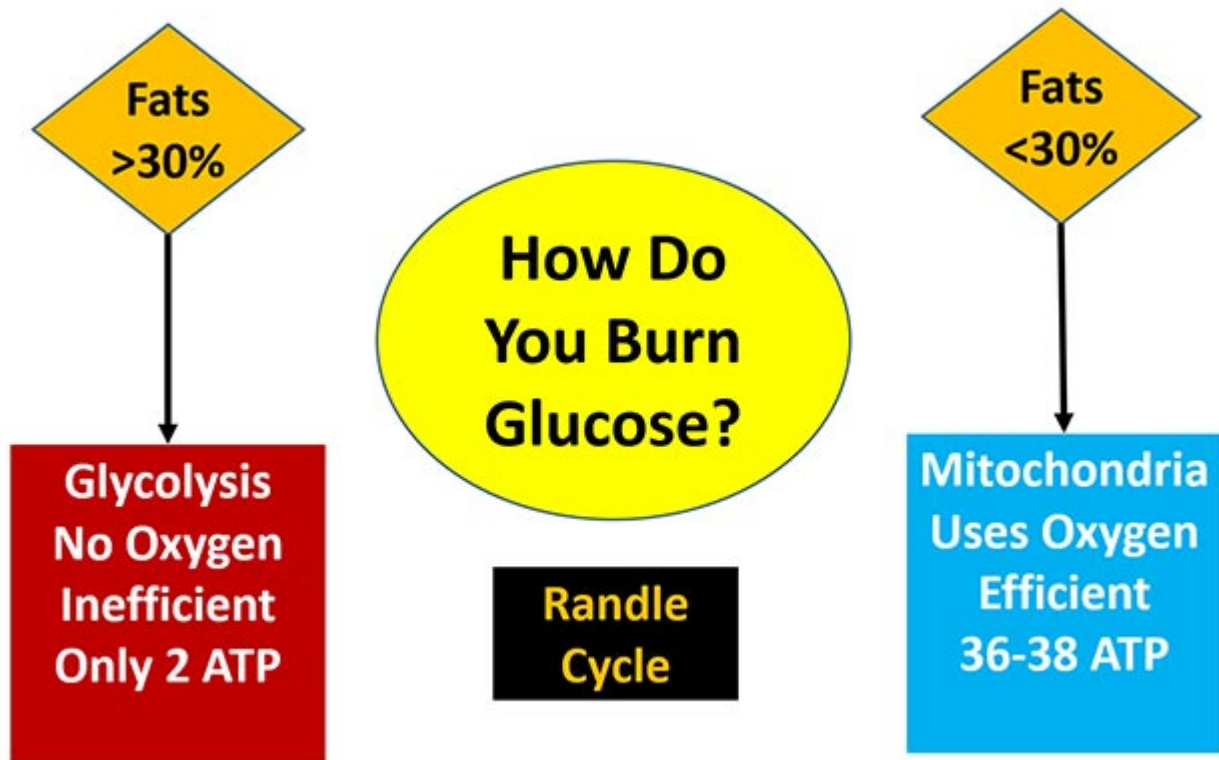 Fats
>30%
Fats
<30%
How Do
You Burn
Glucose?
Glycolysis
No Oxygen
Inefficient
Only 2 ATP
Randle
Cycle
Mitochondria
Uses Oxygen
Efficient
36-38 ATP